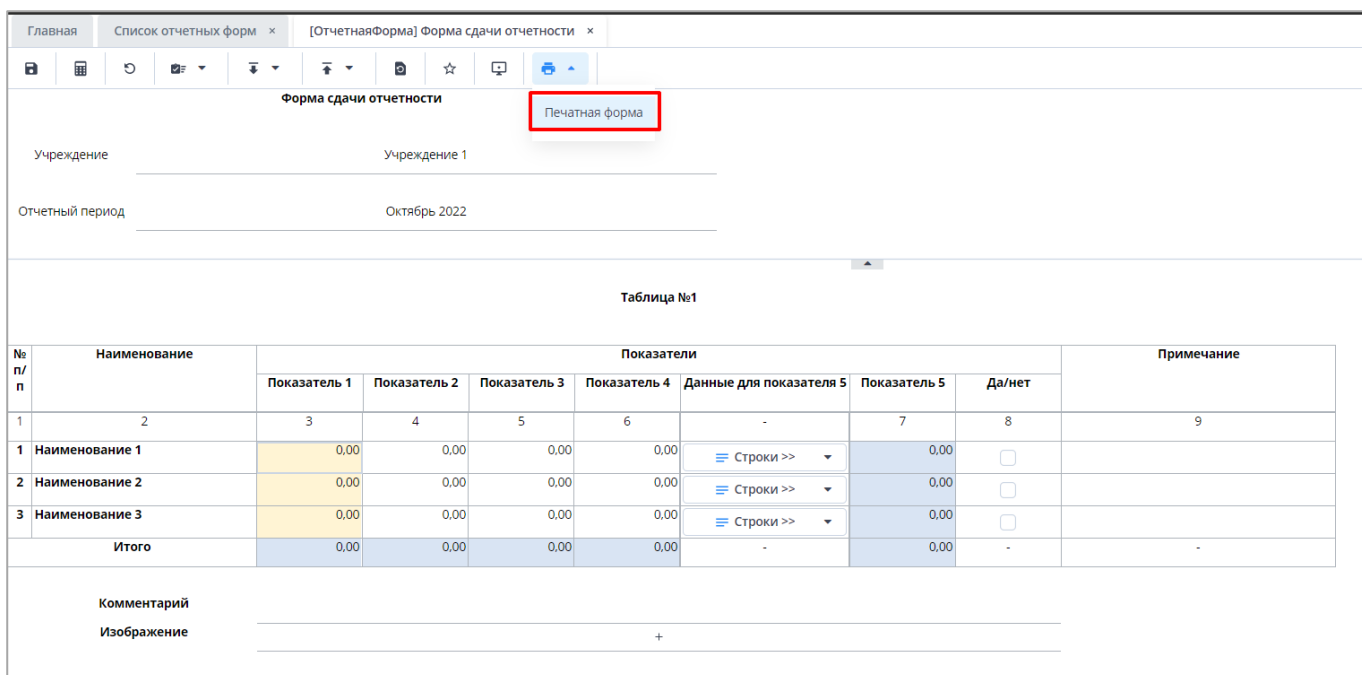 Главная Список отчетных форм × [ОтчетнаяФорма] Форма сдачи отчетности ×
Форма сдачи отчетности
Печатная форма
Учреждение Учреждение 1
Отчетный период Октябрь 2022
Таблица №1
№ п/п Наименование Показатели Примечание
Показатель 1 Показатель 2 Показатель 3 Показатель 4 Данные для показателя 5 Показатель 5 Да/нет
1 2 3 4 5 6 - 7 8 9
1 Наименование 1 0,00 0,00 0,00 0,00 Строки >> 0,00
2 Наименование 2 0,00 0,00 0,00 0,00 Строки >> 0,00
3 Наименование 3 0,00 0,00 0,00 0,00 Строки >> 0,00
Итого 0,00 0,00 0,00 0,00 - 0,00 - -
Комментарий
Изображение +